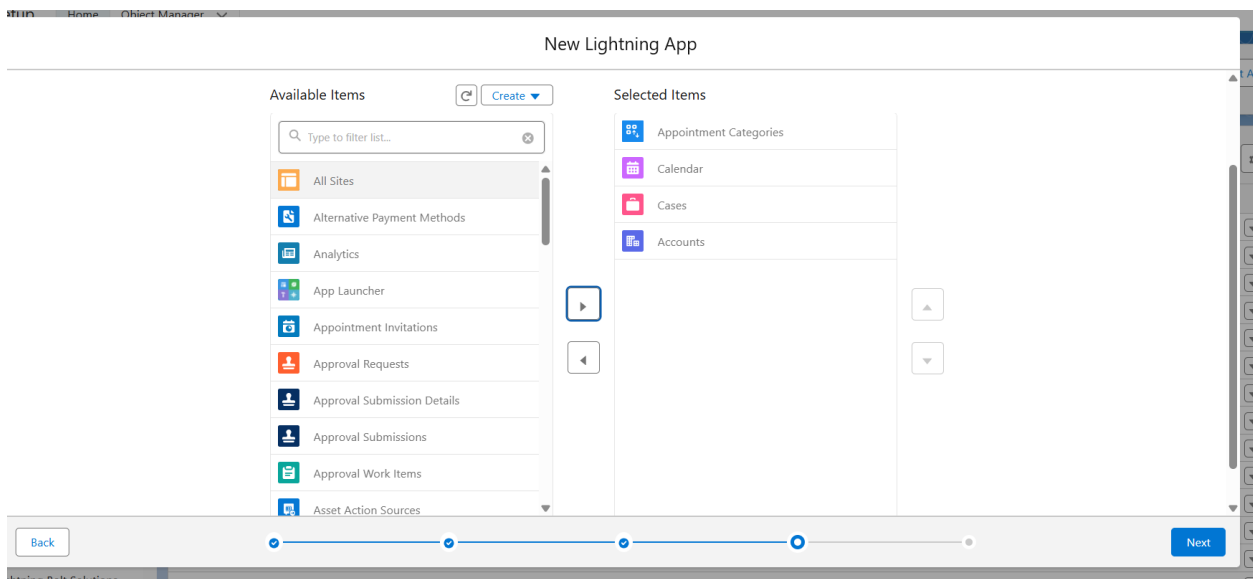 Home Object Manager
New Lightning App
Available Items
Create
Selected Items
Type to filter list...
All Sites
Alternative Payment Methods
Analytics
App Launcher
Appointment Invitations
Approval Requests
Approval Submission Details
Approval Submissions
Approval Work Items
Asset Action Sources
Appointment Categories
Calendar
Cases
Accounts
Back
Next